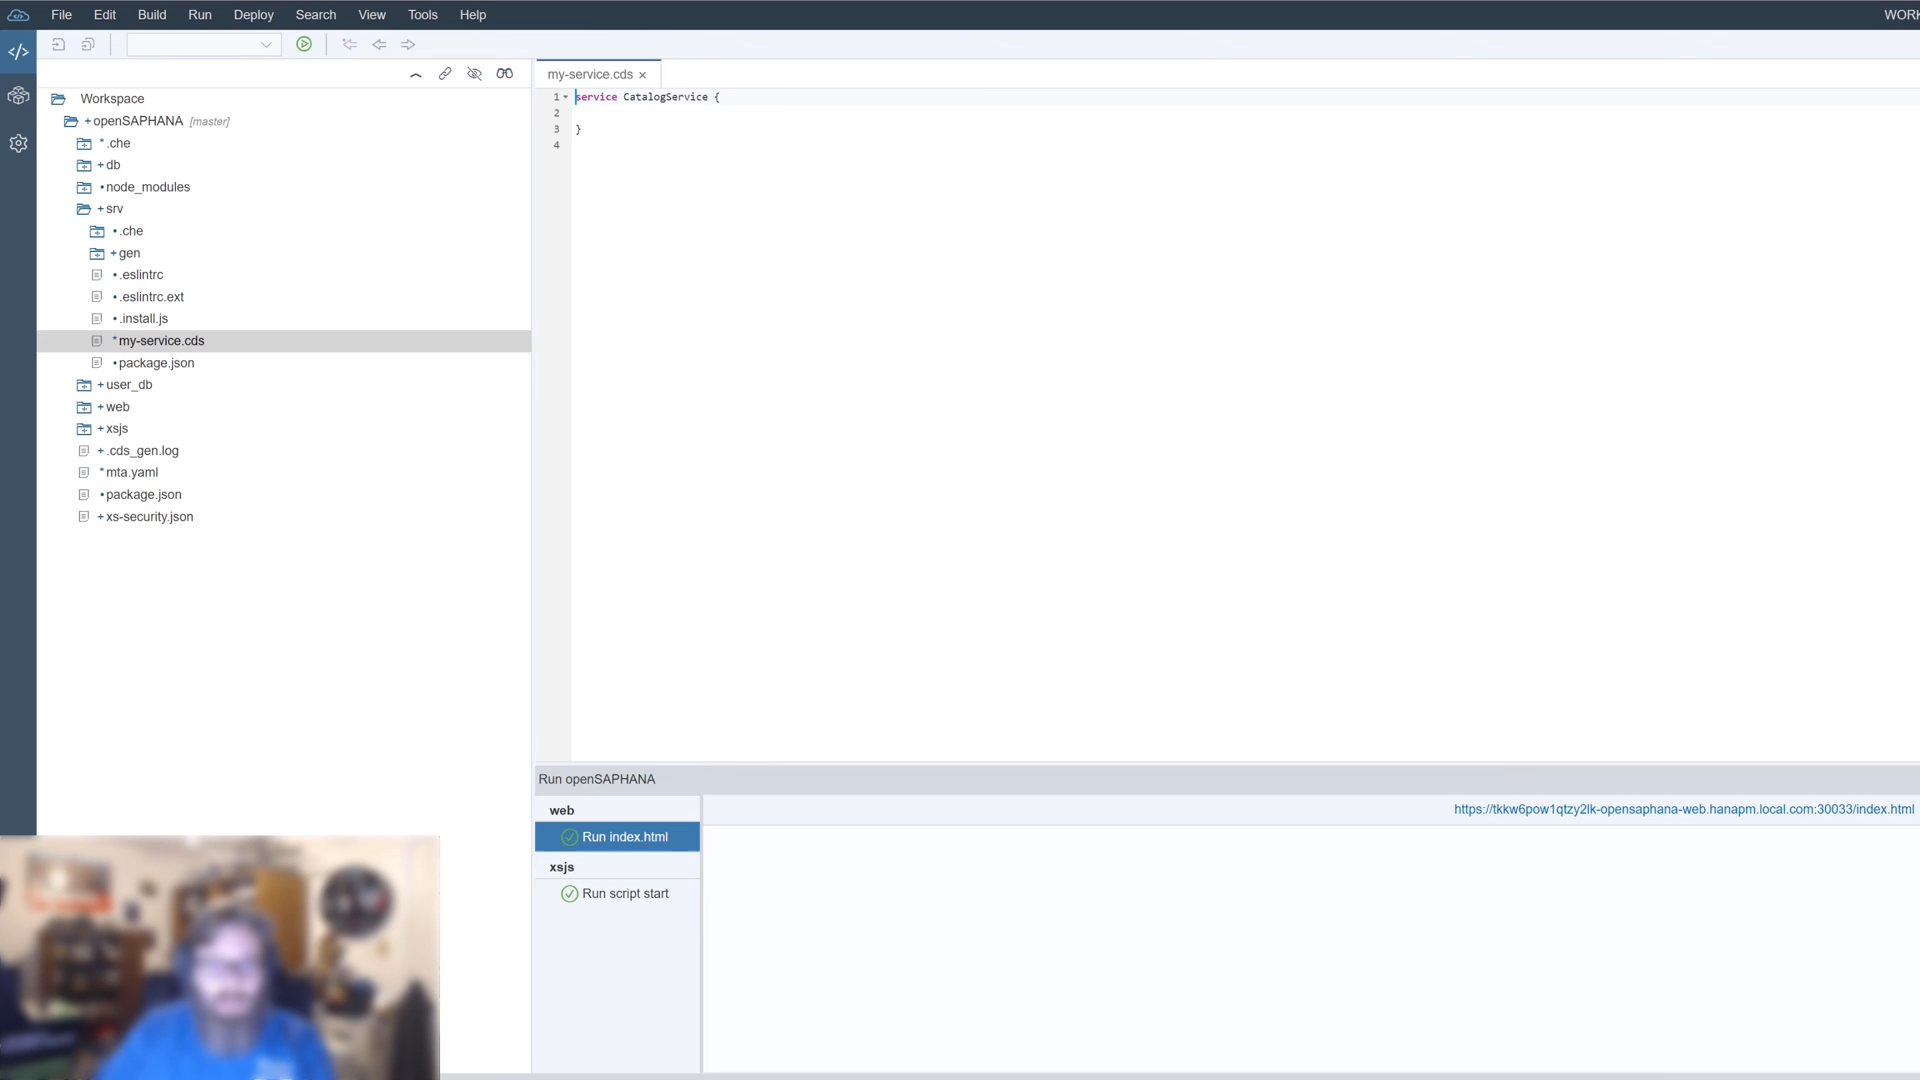 File Edit Build Run Deploy Search View Tools Help
WORK
my-service.cds ×
Workspace
+ openSAPHANA [master]
* .che
+ db
• node_modules
+ srv
• .che
+ gen
• .eslintrc
• .eslintrc.ext
• .install.js
* my-service.cds
• package.json
+ user_db
+ web
+ xsjs
+ .cds_gen.log
* mta.yaml
• package.json
+ xs-security.json
1 service CatalogService {
2
3 }
4
Run openSAPHANA
web
Run index.html
xsjs
Run script start
https://tkkw6pow1qtzy2lk-opensaphana-web.hanapm.local.com:30033/index.html